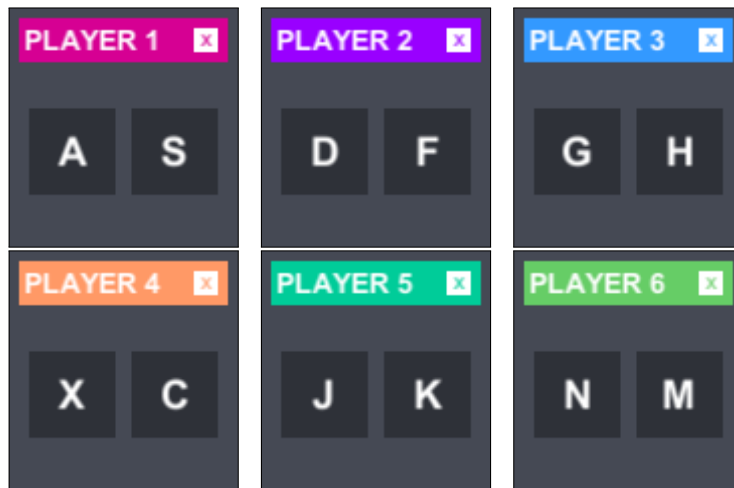 PLAYER 1 x
A S
PLAYER 2 x
D F
PLAYER 3 x
G H
PLAYER 4 x
X C
PLAYER 5 x
J K
PLAYER 6 x
N M